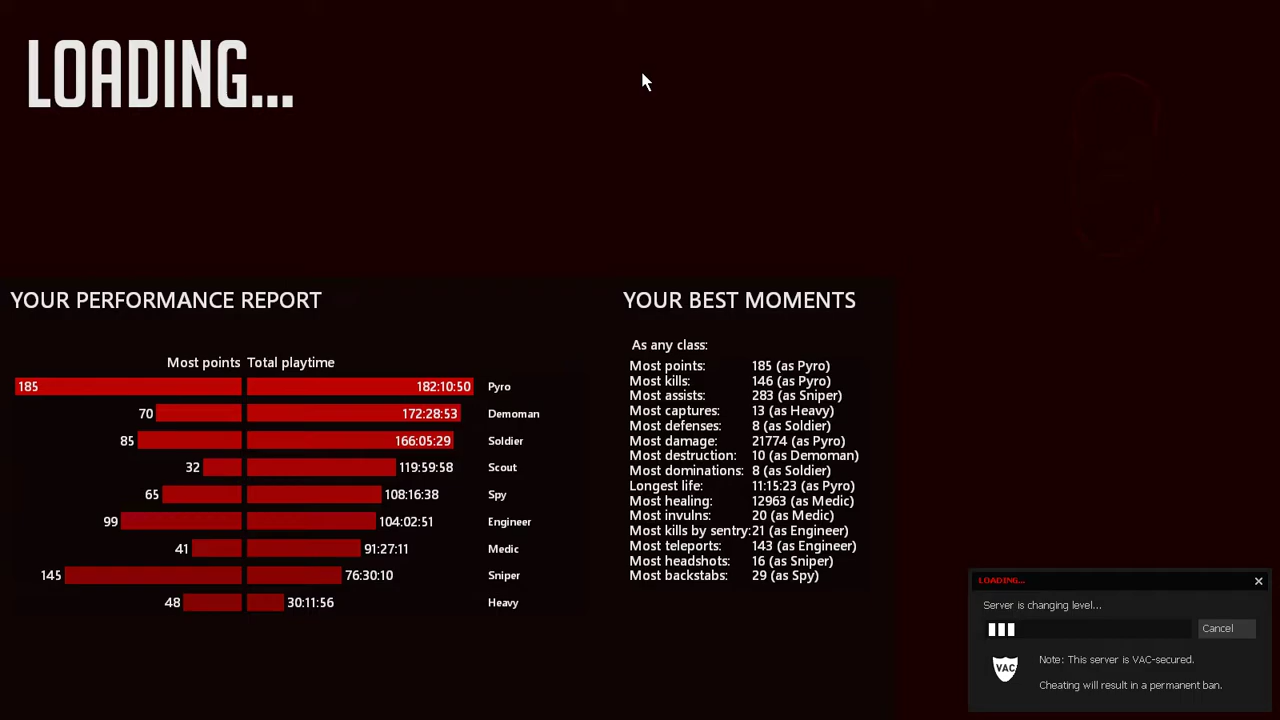 LOADING...
YOUR PERFORMANCE REPORT
Most points Total playtime
185 182:10:50 Pyro
70 172:28:53 Demoman
85 166:05:29 Soldier
32 119:59:58 Scout
65 108:16:38 Spy
99 104:02:51 Engineer
41 91:27:11 Medic
145 76:30:10 Sniper
48 30:11:56 Heavy
YOUR BEST MOMENTS
As any class:
Most points: 185 (as Pyro)
Most kills: 146 (as Pyro)
Most assists: 283 (as Sniper)
Most captures: 13 (as Heavy)
Most defenses: 8 (as Soldier)
Most damage: 21774 (as Pyro)
Most destruction: 10 (as Demoman)
Most dominations: 8 (as Soldier)
Longest life: 11:15:23 (as Pyro)
Most healing: 12963 (as Medic)
Most invulns: 20 (as Medic)
Most kills by sentry: 21 (as Engineer)
Most teleports: 143 (as Engineer)
Most headshots: 16 (as Sniper)
Most backstabs: 29 (as Spy)
LOADING...
Server is changing level...
Cancel
VAC
Note: This server is VAC-secured.
Cheating will result in a permanent ban.